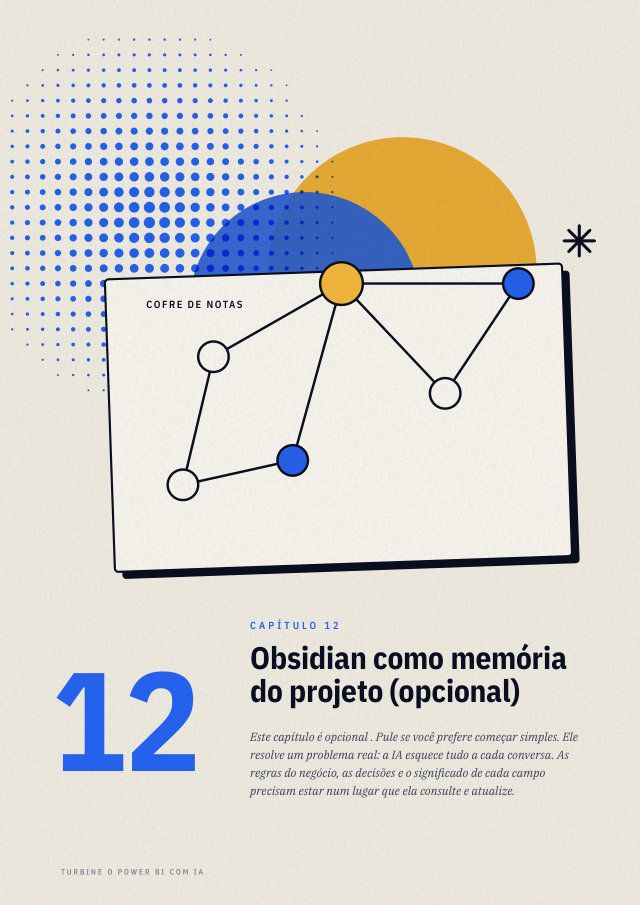 COFRE DE NOTAS
CAPÍTULO 12
12
Obsidian como memória
do projeto (opcional)
Este capítulo é opcional . Pule se você prefere começar simples. Ele
resolve um problema real: a IA esquece tudo a cada conversa. As
regras do negócio, as decisões e o significado de cada campo
precisam estar num lugar que ela consulte e atualize.
TURBINE O POWER BI COM IA